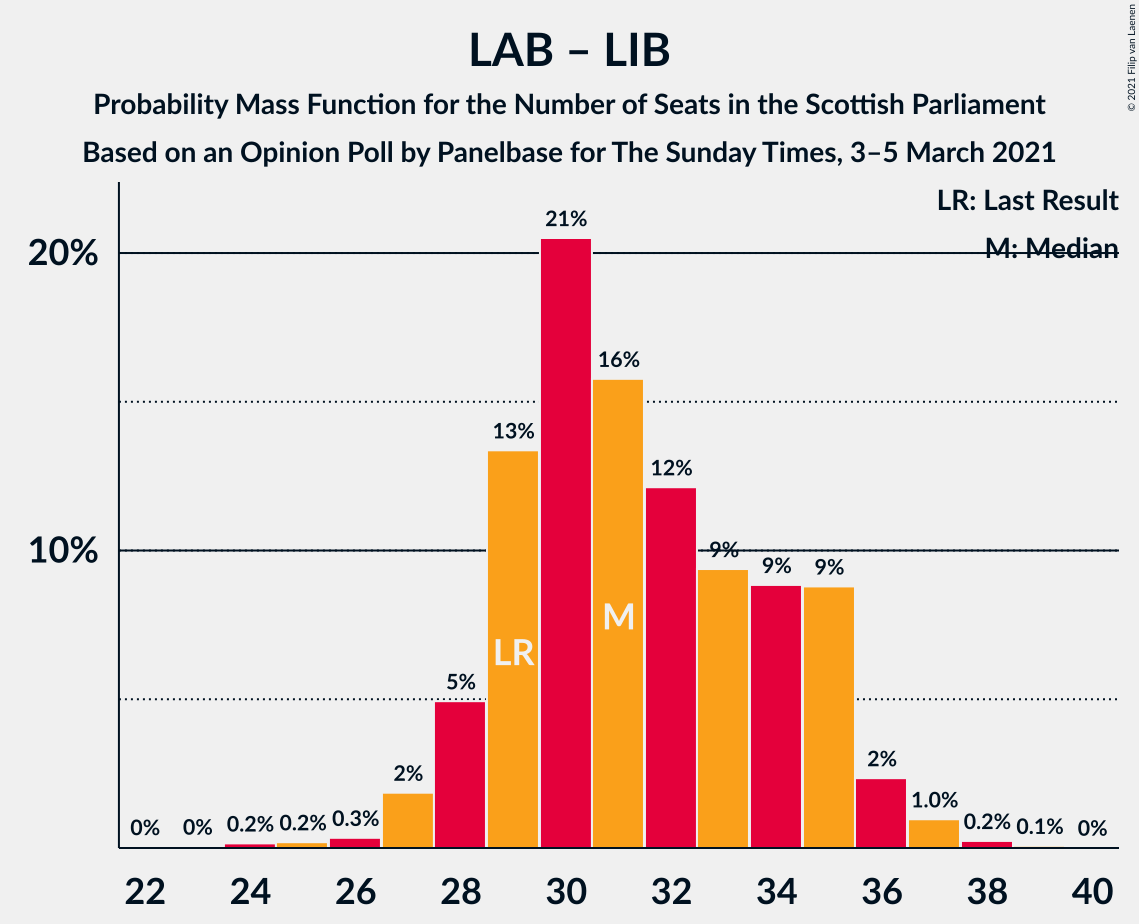 LAB – LIB
Probability Mass Function for the Number of Seats in the Scottish Parliament
Based on an Opinion Poll by Panelbase for The Sunday Times, 3–5 March 2021
© 2021 Filip van Laenen
LR: Last Result
M: Median
20%
10%
0%
0%
0.2%
0.2%
0.3%
2%
5%
13%
21%
16%
12%
9%
9%
9%
2%
1.0%
0.2%
0.1%
0%
LR
M
22 24 26 28 30 32 34 36 38 40